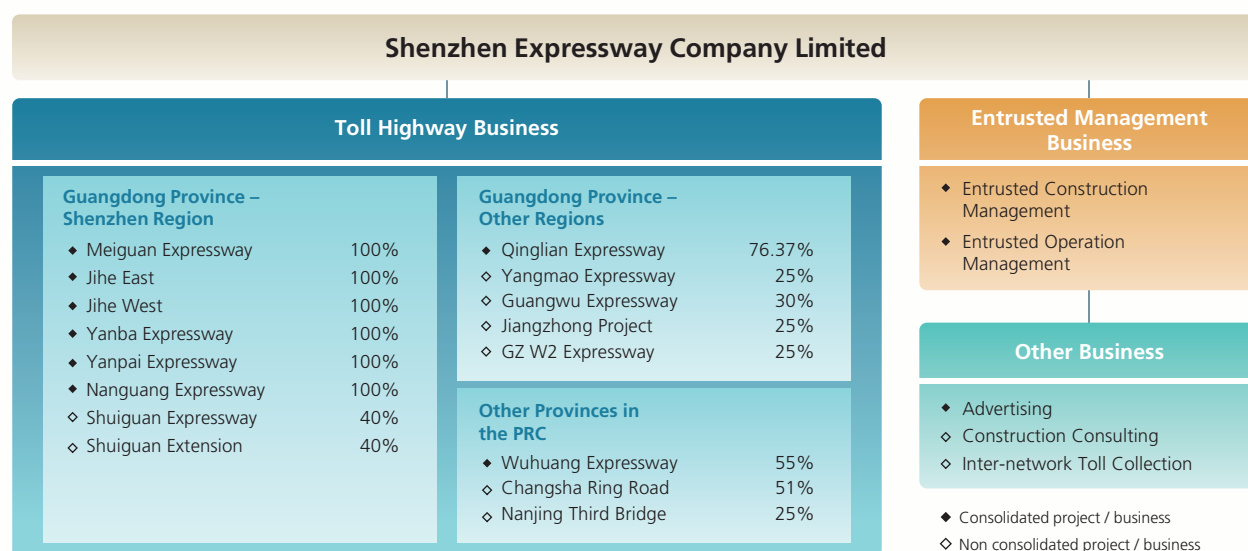 Shenzhen Expressway Company Limited
Toll Highway Business
Guangdong Province –
Shenzhen Region
◆ Meiguan Expressway 100%
◆ Jihe East 100%
◆ Jihe West 100%
◆ Yanba Expressway 100%
◆ Yanpai Expressway 100%
◆ Nanguang Expressway 100%
◇ Shuiguan Expressway 40%
◇ Shuiguan Extension 40%
Guangdong Province –
Other Regions
◆ Qinglian Expressway 76.37%
◇ Yangmao Expressway 25%
◇ Guangwu Expressway 30%
◇ Jiangzhong Project 25%
◇ GZ W2 Expressway 25%
Other Provinces in
the PRC
◆ Wuhuang Expressway 55%
◇ Changsha Ring Road 51%
◇ Nanjing Third Bridge 25%
Entrusted Management
Business
◆ Entrusted Construction
Management
◆ Entrusted Operation
Management
Other Business
◆ Advertising
◇ Construction Consulting
◇ Inter-network Toll Collection
◆ Consolidated project / business
◇ Non consolidated project / business